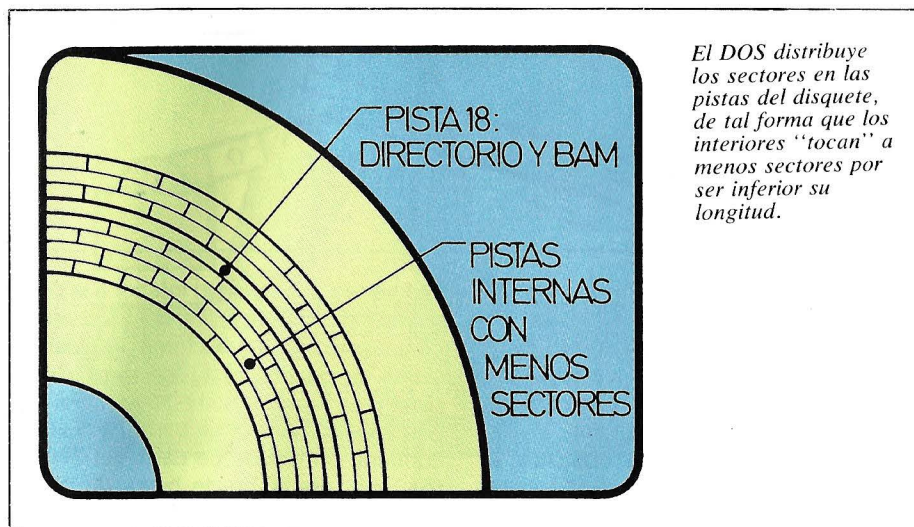 PISTA 18:
DIRECTORIO Y BAM
PISTAS
INTERNAS
CON
MENOS
SECTORES
El DOS distribuye
los sectores en las
pistas del disquete,
de tal forma que los
interiores “tocan” a
menos sectores por
ser inferior su
longitud.